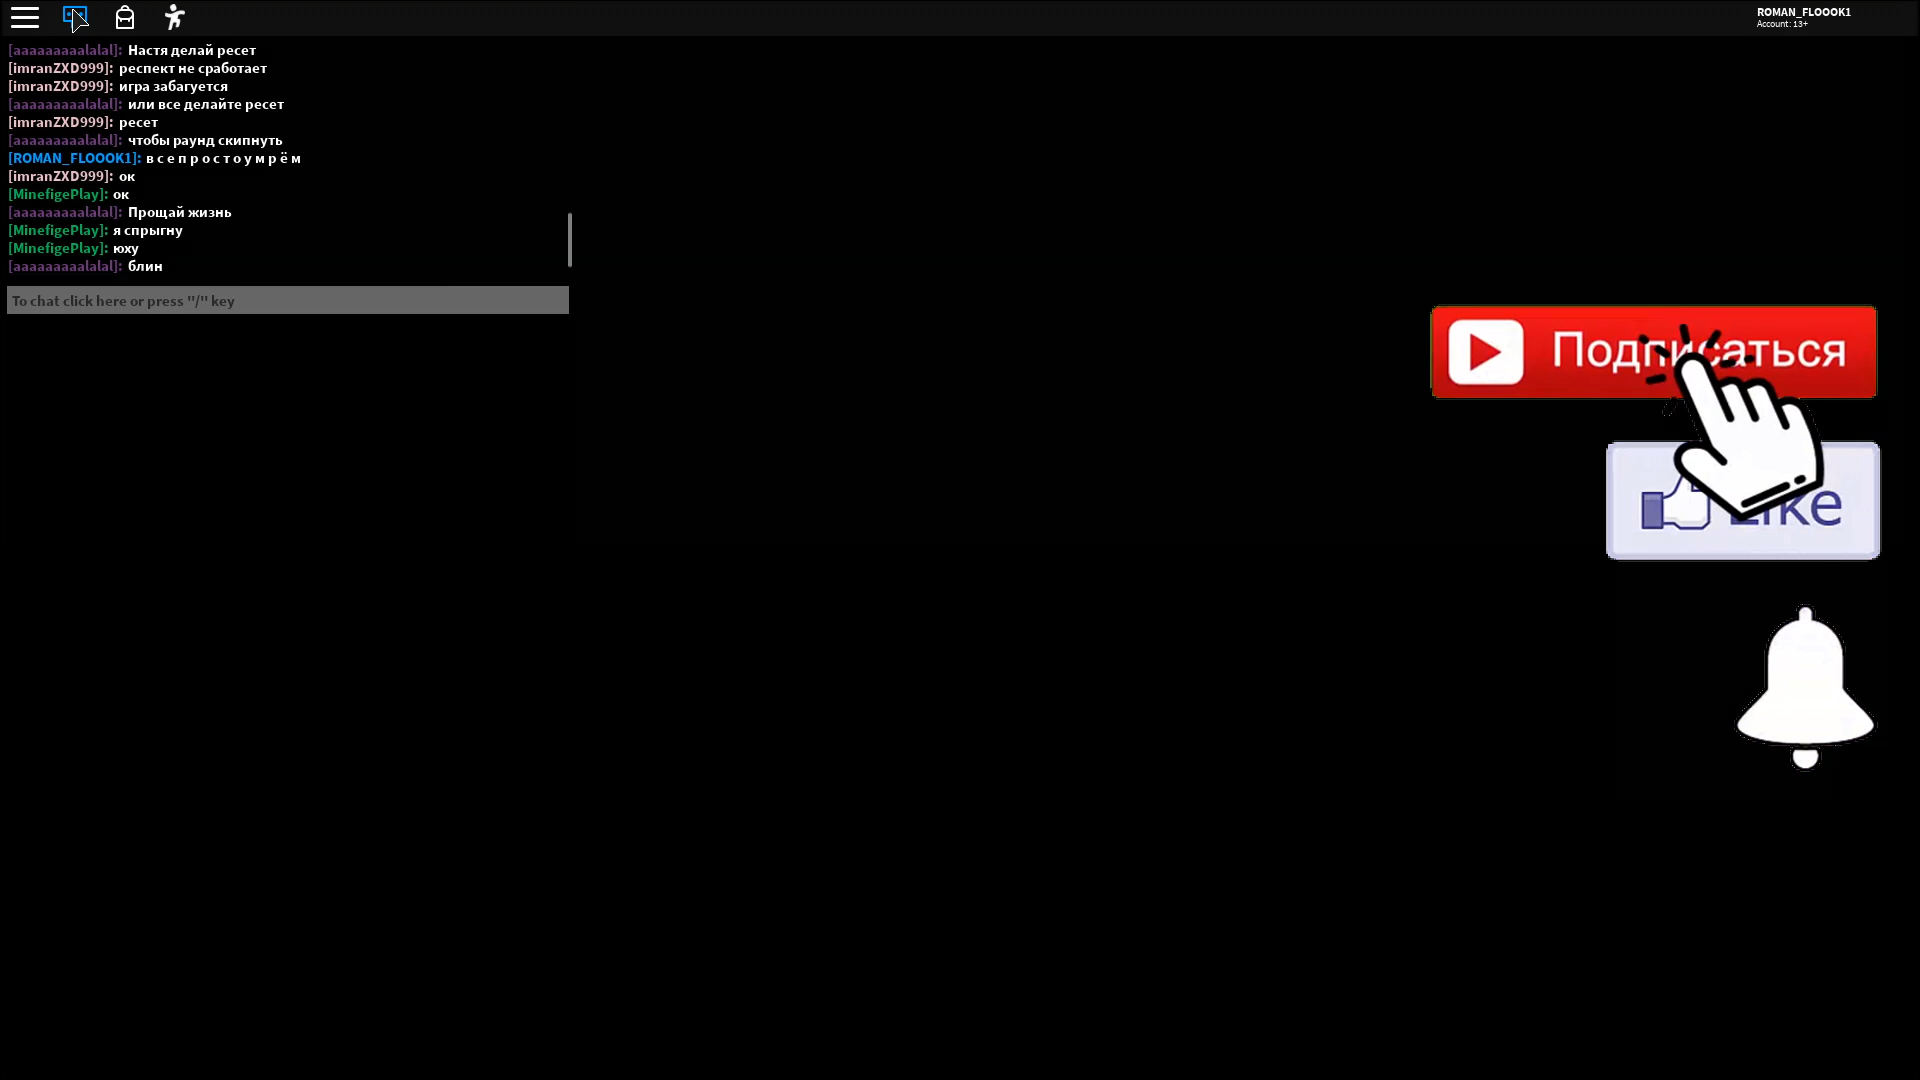 ROMAN_FLOOOK1
Account: 13+
[aaaaaaaaalalal]: Настя делай ресет
[imranZXD999]: респект не сработает
[imranZXD999]: игра забагуется
[aaaaaaaaalalal]: или все делайте ресет
[imranZXD999]: ресет
[aaaaaaaaalalal]: чтобы раунд скипнуть
[ROMAN_FLOOOK1]: в с е п р о с т о у м р ё м
[imranZXD999]: ок
[MinefigePlay]: ок
[aaaaaaaaalalal]: Прощай жизнь
[MinefigePlay]: я спрыгну
[MinefigePlay]: юху
[aaaaaaaaalalal]: блин
To chat click here or press "/" key
Подписаться
Like